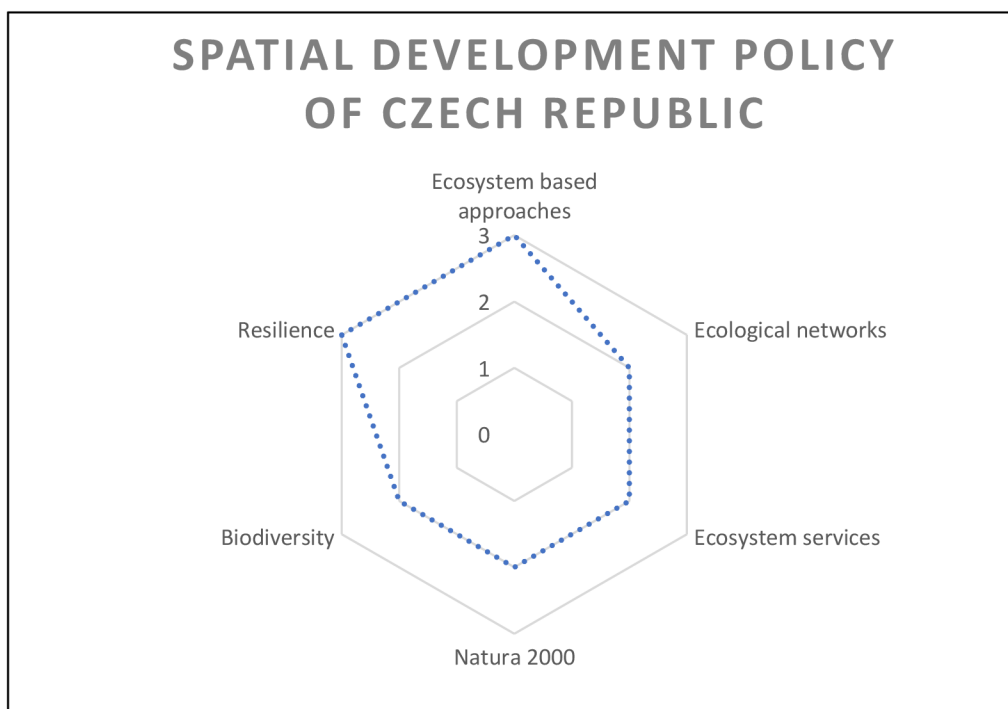 SPATIAL DEVELOPMENT POLICY
OF CZECH REPUBLIC
Ecosystem based
approaches
3
2
1
0
Resilience
Ecological networks
Biodiversity
Ecosystem services
Natura 2000